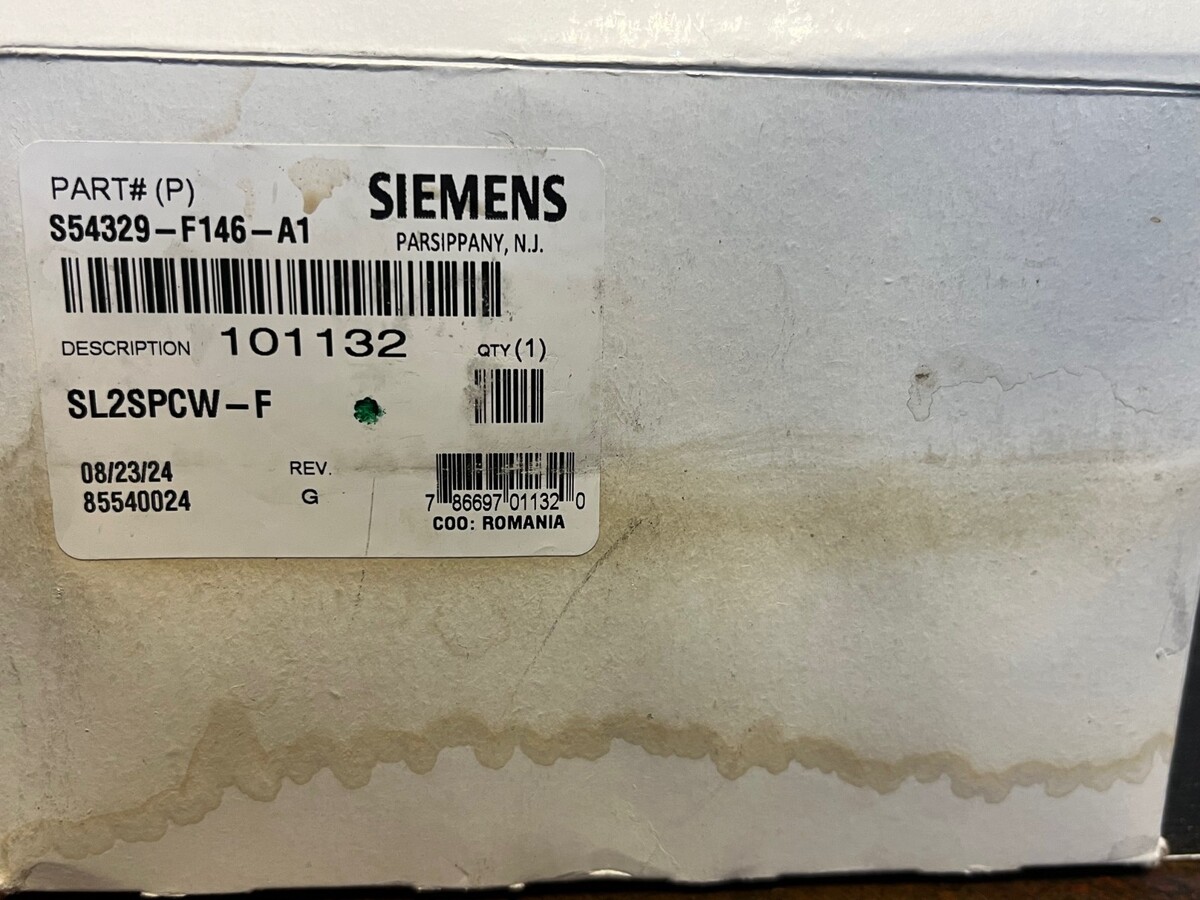 PART# (P)
S54329-F146-A1
SIEMENS
PARSIPPANY, N.J.
DESCRIPTION 101132
QTY (1)
SL2SPCW-F
08/23/24
85540024
REV.
G
7 86697 01132 0
COO: ROMANIA